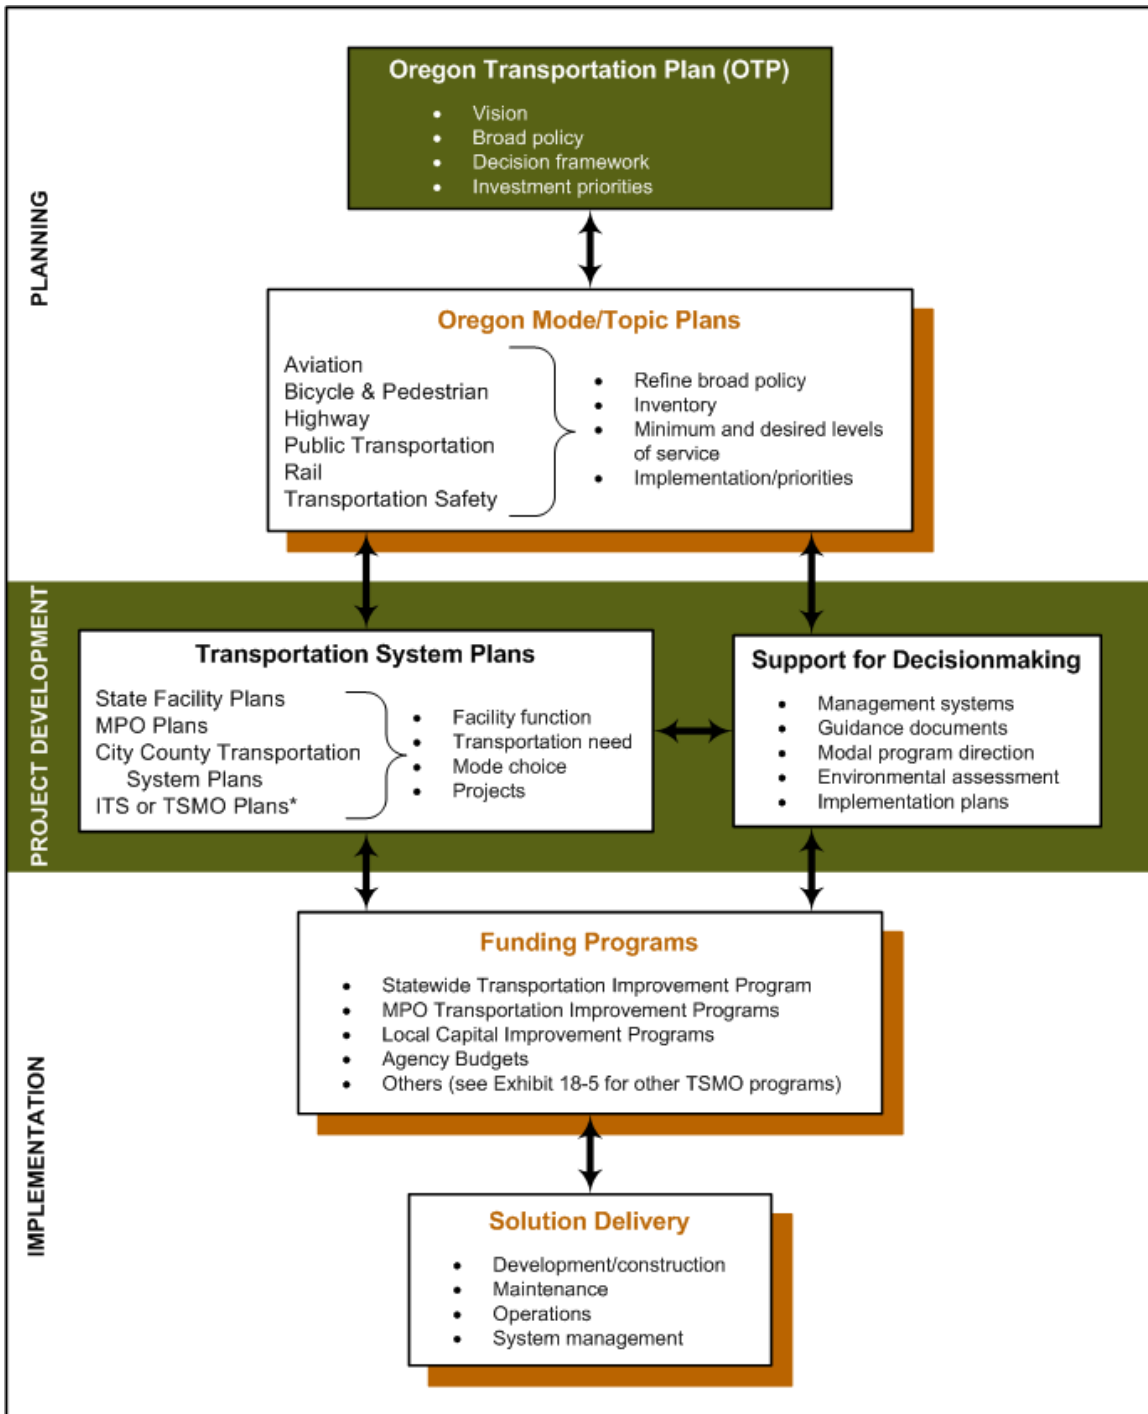 Oregon Transportation Plan (OTP)
• Vision
• Broad policy
• Decision framework
• Investment priorities
PLANNING
Oregon Mode/Topic Plans
Aviation
Bicycle & Pedestrian
Highway
Public Transportation
Rail
Transportation Safety
• Refine broad policy
• Inventory
• Minimum and desired levels
of service
• Implementation/priorities
PROJECT DEVELOPMENT
Transportation System Plans
State Facility Plans
MPO Plans
City County Transportation
System Plans
ITS or TSMO Plans*
• Facility function
• Transportation need
• Mode choice
• Projects
Support for Decisionmaking
• Management systems
• Guidance documents
• Modal program direction
• Environmental assessment
• Implementation plans
IMPLEMENTATION
Funding Programs
• Statewide Transportation Improvement Program
• MPO Transportation Improvement Programs
• Local Capital Improvement Programs
• Agency Budgets
• Others (see Exhibit 18-5 for other TSMO programs)
Solution Delivery
• Development/construction
• Maintenance
• Operations
• System management